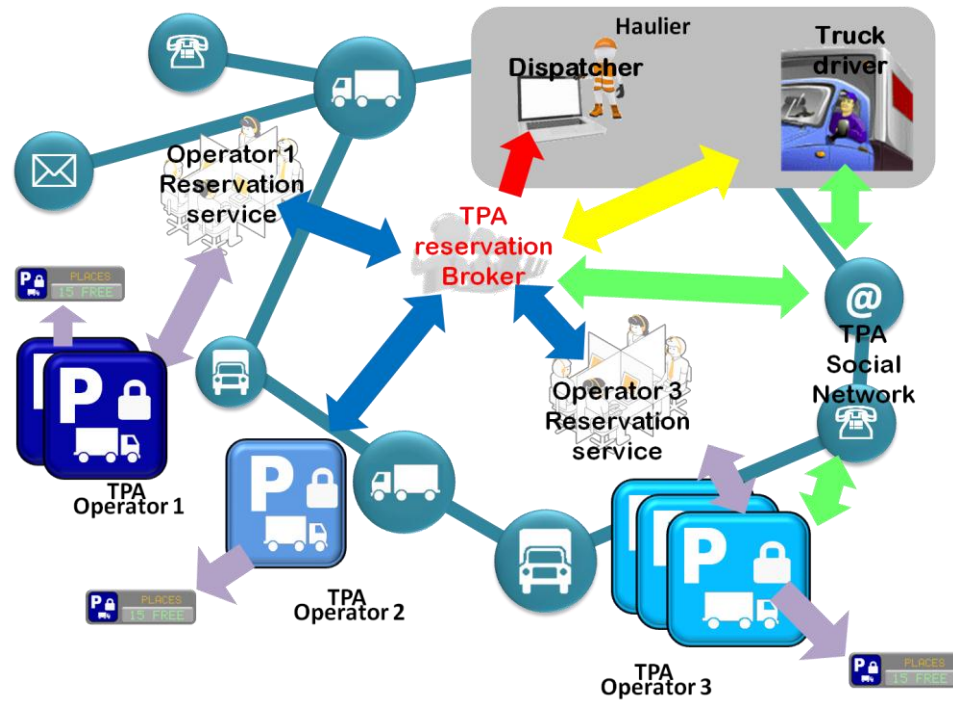 Haulier
Truck
driver
Dispatcher
Operator 1
Reservation
service
TPA
reservation
Broker
P
PLACES
15 FREE
@
TPA
Social
Network
P
Operator 3
Reservation
service
TPA
Operator 1
P
P
P
PLACES
15 FREE
TPA
Operator 2
TPA
Operator 3
P
PLACES
15 FREE